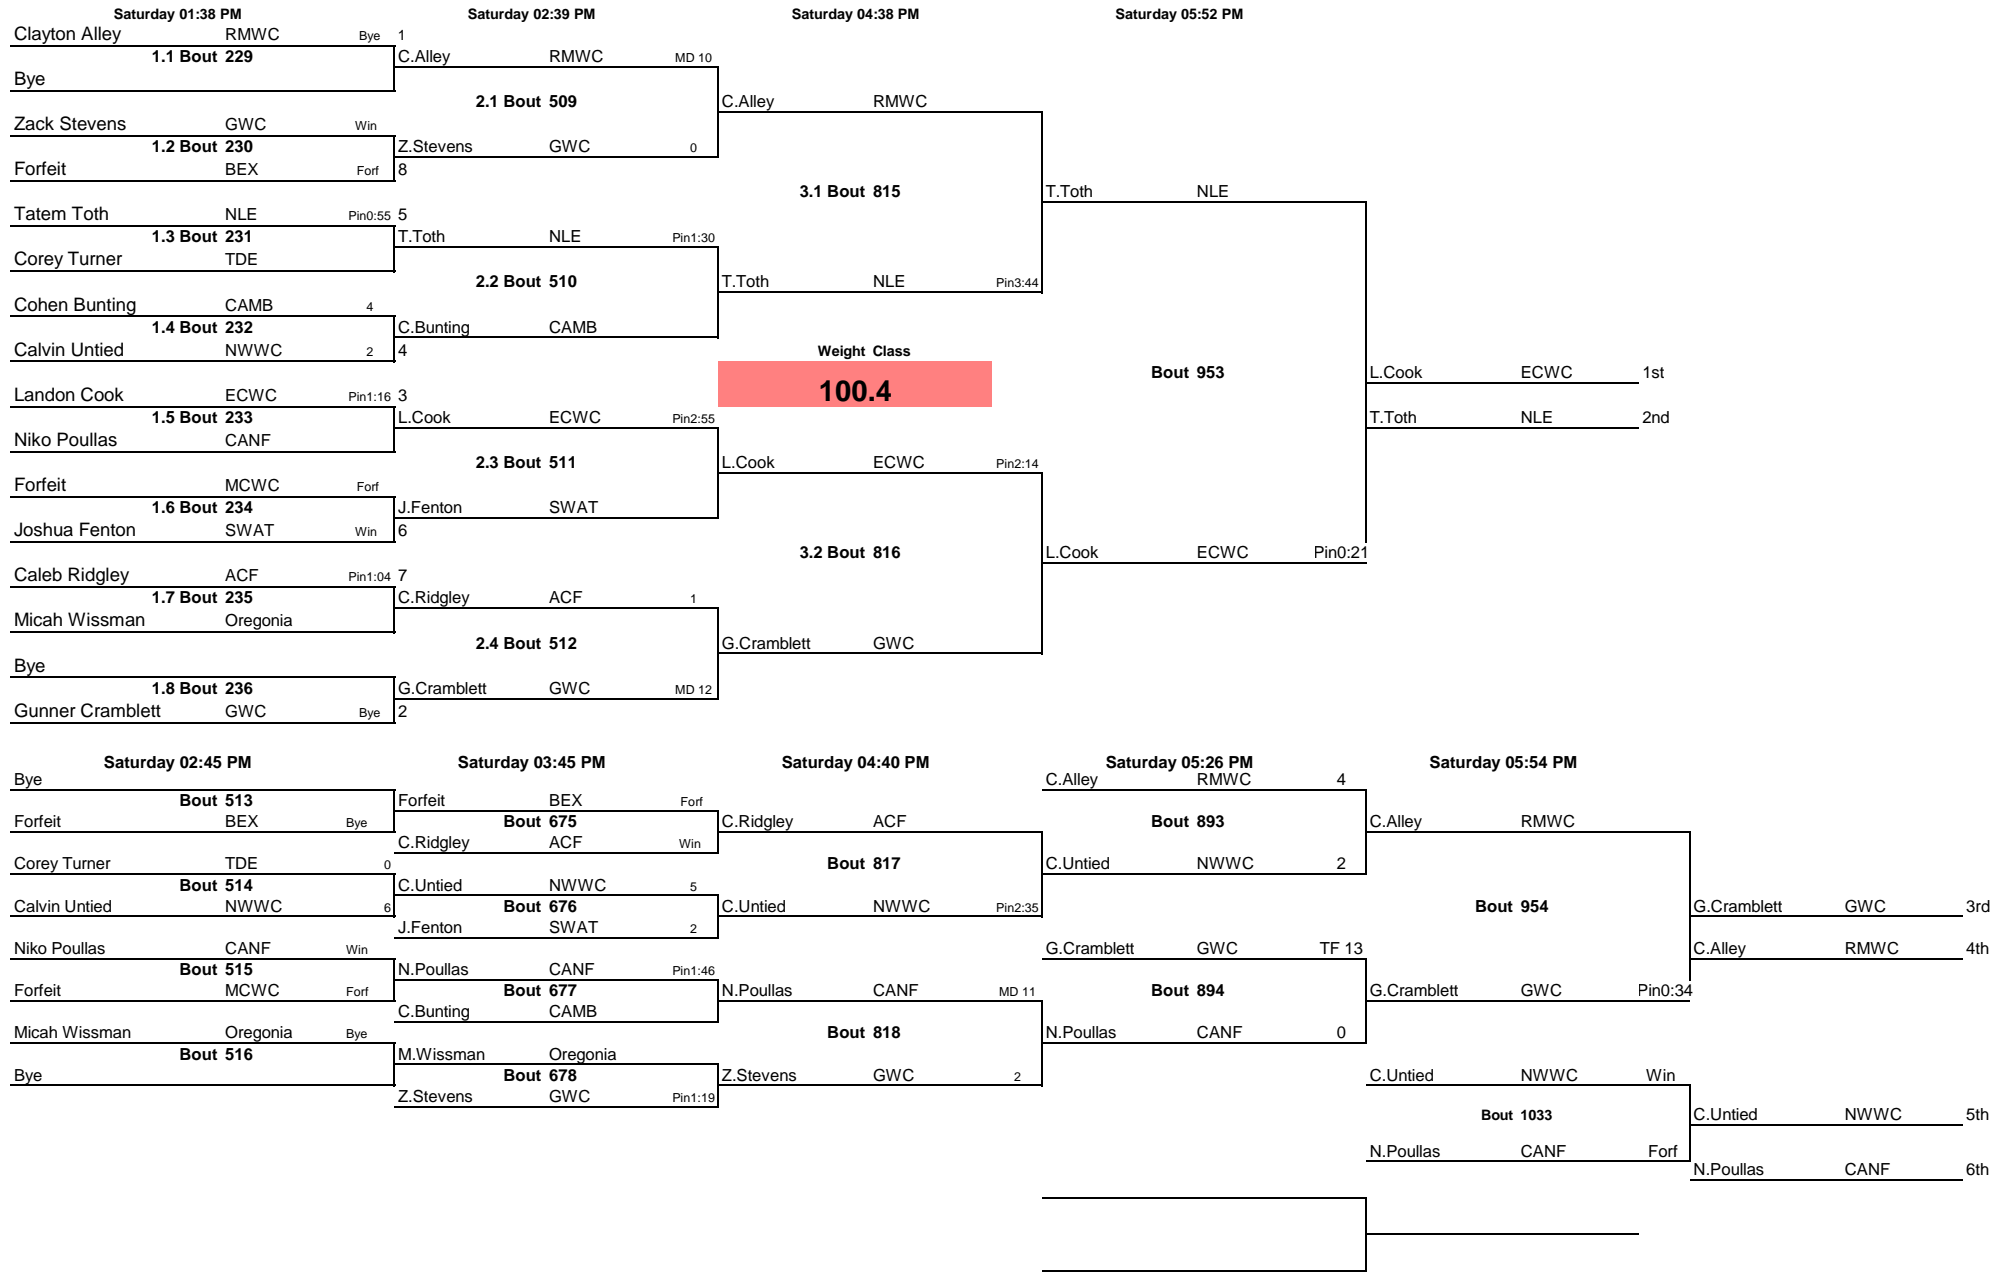 Saturday 01:38 PM Saturday 02:39 PM Saturday 04:38 PM Saturday 05:52 PM
Clayton Alley RMWC Bye 1
1.1 Bout 229 C.Alley RMWC MD 10
Bye
2.1 Bout 509 C.Alley RMWC
Zack Stevens GWC Win
1.2 Bout 230 Z.Stevens GWC 0
Forfeit BEX Forf 8
3.1 Bout 815 T.Toth NLE
Tatem Toth NLE Pin0:55 5
1.3 Bout 231 T.Toth NLE Pin1:30
Corey Turner TDE
2.2 Bout 510 T.Toth NLE Pin3:44
Cohen Bunting CAMB 4
1.4 Bout 232 C.Bunting CAMB
Calvin Untied NWWC 2 4 Weight Class
Bout 953 L.Cook ECWC 1st
Landon Cook ECWC Pin1:16 3 100.4
1.5 Bout 233 L.Cook ECWC Pin2:55 T.Toth NLE 2nd
Niko Poullas CANF
2.3 Bout 511 L.Cook ECWC Pin2:14
Forfeit MCWC Forf
1.6 Bout 234 J.Fenton SWAT
Joshua Fenton SWAT Win 6
3.2 Bout 816 L.Cook ECWC Pin0:21
Caleb Ridgley ACF Pin1:04 7
1.7 Bout 235 C.Ridgley ACF 1
Micah Wissman Oregonia
2.4 Bout 512 G.Cramblett GWC
Bye
1.8 Bout 236 G.Cramblett GWC MD 12
Gunner Cramblett GWC Bye 2
Saturday 02:45 PM Saturday 03:45 PM Saturday 04:40 PM Saturday 05:26 PM Saturday 05:54 PM
Bye C.Alley RMWC 4
Bout 513 Forfeit BEX Forf
Forfeit BEX Bye Bout 675 C.Ridgley ACF Bout 893 C.Alley RMWC
C.Ridgley ACF Win
Corey Turner TDE 0 Bout 817 C.Untied NWWC 2
Bout 514 C.Untied NWWC 5
Calvin Untied NWWC 6 Bout 676 C.Untied NWWC Pin2:35 Bout 954 G.Cramblett GWC 3rd
J.Fenton SWAT 2
Niko Poullas CANF Win G.Cramblett GWC TF 13 C.Alley RMWC 4th
Bout 515 N.Poullas CANF Pin1:46
Forfeit MCWC Forf Bout 677 N.Poullas CANF MD 11 Bout 894 G.Cramblett GWC Pin0:34
C.Bunting CAMB
Micah Wissman Oregonia Bye Bout 818 N.Poullas CANF 0
Bout 516 M.Wissman Oregonia
Bye Bout 678 Z.Stevens GWC 2 C.Untied NWWC Win
Z.Stevens GWC Pin1:19
Bout 1033 C.Untied NWWC 5th
N.Poullas CANF Forf
N.Poullas CANF 6th